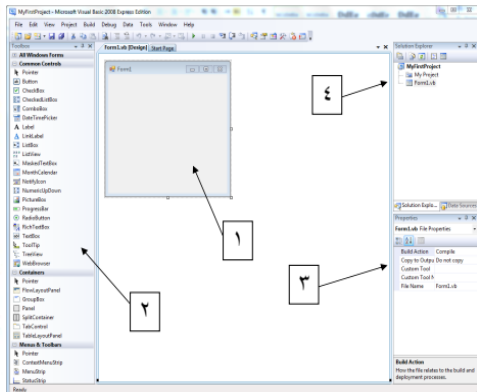 MyFirstProject - Microsoft Visual Basic 2008 Express Edition
File Edit View Project Build Debug Data Tools Window Help
Toolbox
All Windows Forms
Common Controls
Pointer
Button
CheckBox
CheckedListBox
ComboBox
DateTimePicker
Label
LinkLabel
ListBox
ListView
MaskedTextBox
MonthCalendar
NotifyIcon
NumericUpDown
PictureBox
ProgressBar
RadioButton
RichTextBox
TextBox
ToolTip
TreeView
WebBrowser
Containers
Pointer
FlowLayoutPanel
GroupBox
Panel
SplitContainer
TabControl
TableLayoutPanel
Menus & Toolbars
Pointer
ContextMenuStrip
MenuStrip
StatusStrip
Ready
Form1.vb [Design] Start Page
Form1
١
٢
٣
٤
Solution Explorer
MyFirstProject
My Project
Form1.vb
Solution Explo... Data Sources
Properties
Form1.vb File Properties
Build Action Compile
Copy to Outpu Do not copy
Custom Tool
Custom Tool N
File Name Form1.vb
Build Action
How the file relates to the build and
deployment processes.